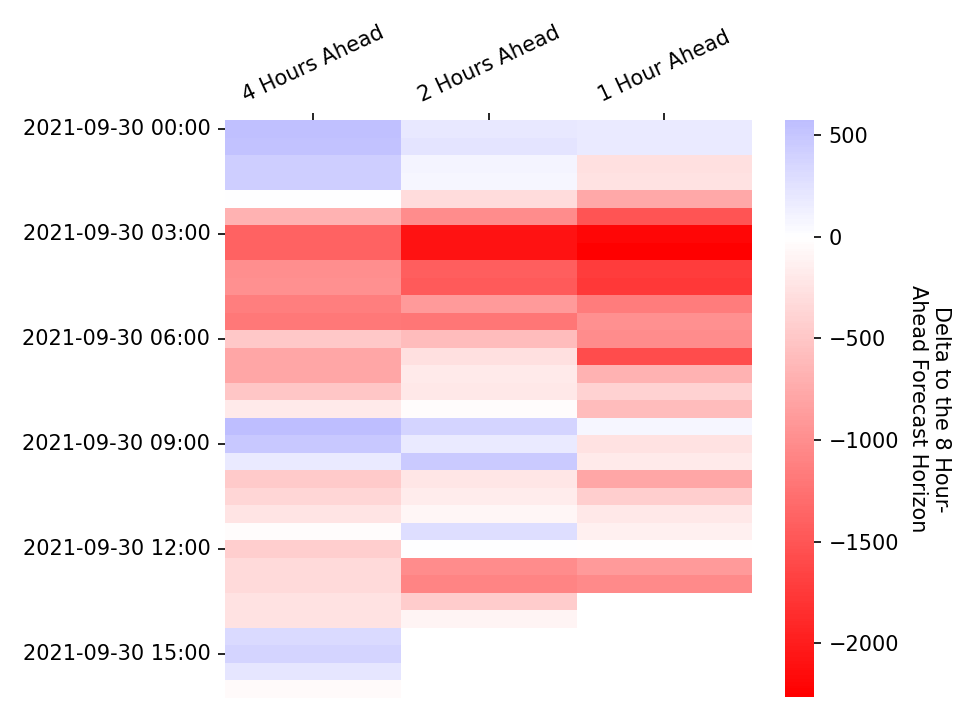 4 Hours Ahead
2 Hours Ahead
1 Hour Ahead
2021-09-30 00:00
2021-09-30 03:00
2021-09-30 06:00
2021-09-30 09:00
2021-09-30 12:00
2021-09-30 15:00
500
0
−500
−1000
−1500
−2000
Delta to the 8 Hour-
Ahead Forecast Horizon